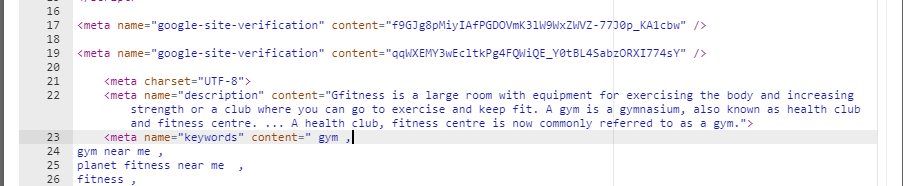 16
17 <meta name="google-site-verification" content="f9GJg8pMiyIAfPGDOVmK3lW9WxZWVZ-77J0p_KA1cbw" />
18
19 <meta name="google-site-verification" content="qqWXEMY3wEcltkPg4FQWiQE_Y0tBL4SabzORXI774sY" />
20
21 <meta charset="UTF-8">
22 <meta name="description" content="Gfitness is a large room with equipment for exercising the body and increasing
strength or a club where you can go to exercise and keep fit. A gym is a gymnasium, also known as health club
and fitness centre. ... A health club, fitness centre is now commonly referred to as a gym.">
23 <meta name="keywords" content=" gym ,
24 gym near me ,
25 planet fitness near me  ,
26 fitness ,